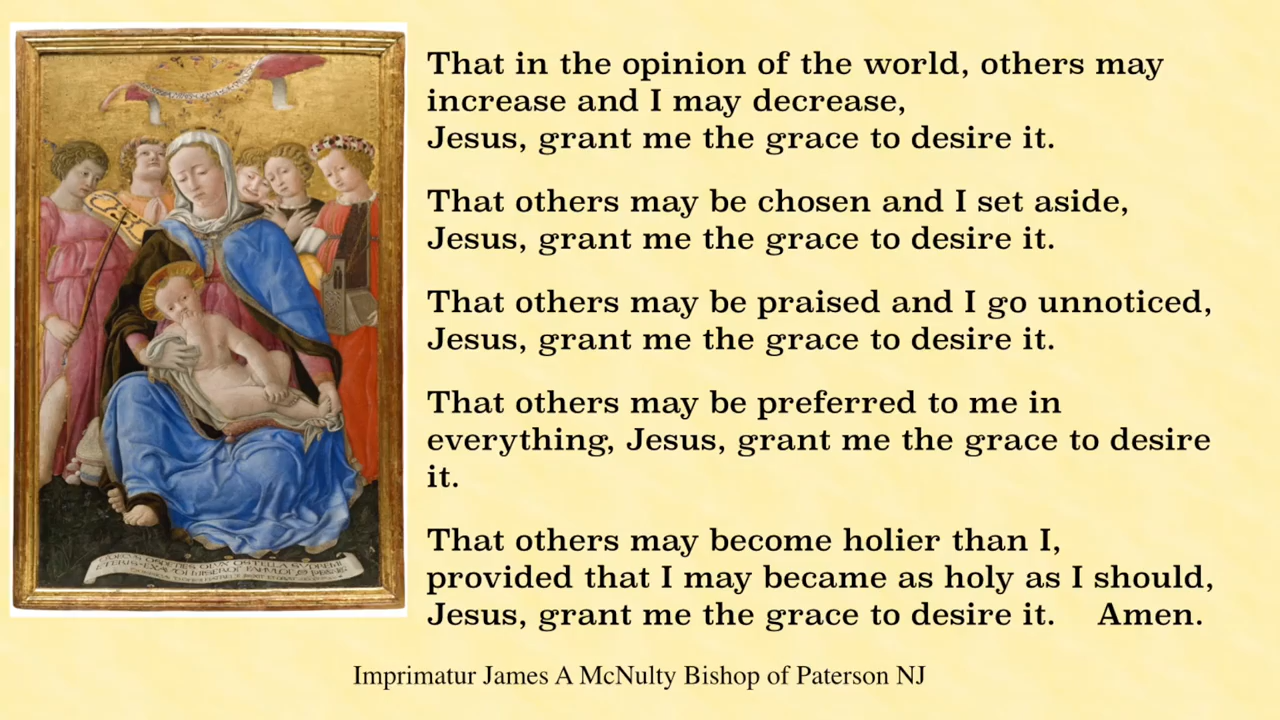 That in the opinion of the world, others may
increase and I may decrease,
Jesus, grant me the grace to desire it.
That others may be chosen and I set aside,
Jesus, grant me the grace to desire it.
That others may be praised and I go unnoticed,
Jesus, grant me the grace to desire it.
That others may be preferred to me in
everything, Jesus, grant me the grace to desire
it.
That others may become holier than I,
provided that I may became as holy as I should,
Jesus, grant me the grace to desire it. Amen.
Imprimatur James A McNulty Bishop of Paterson NJ